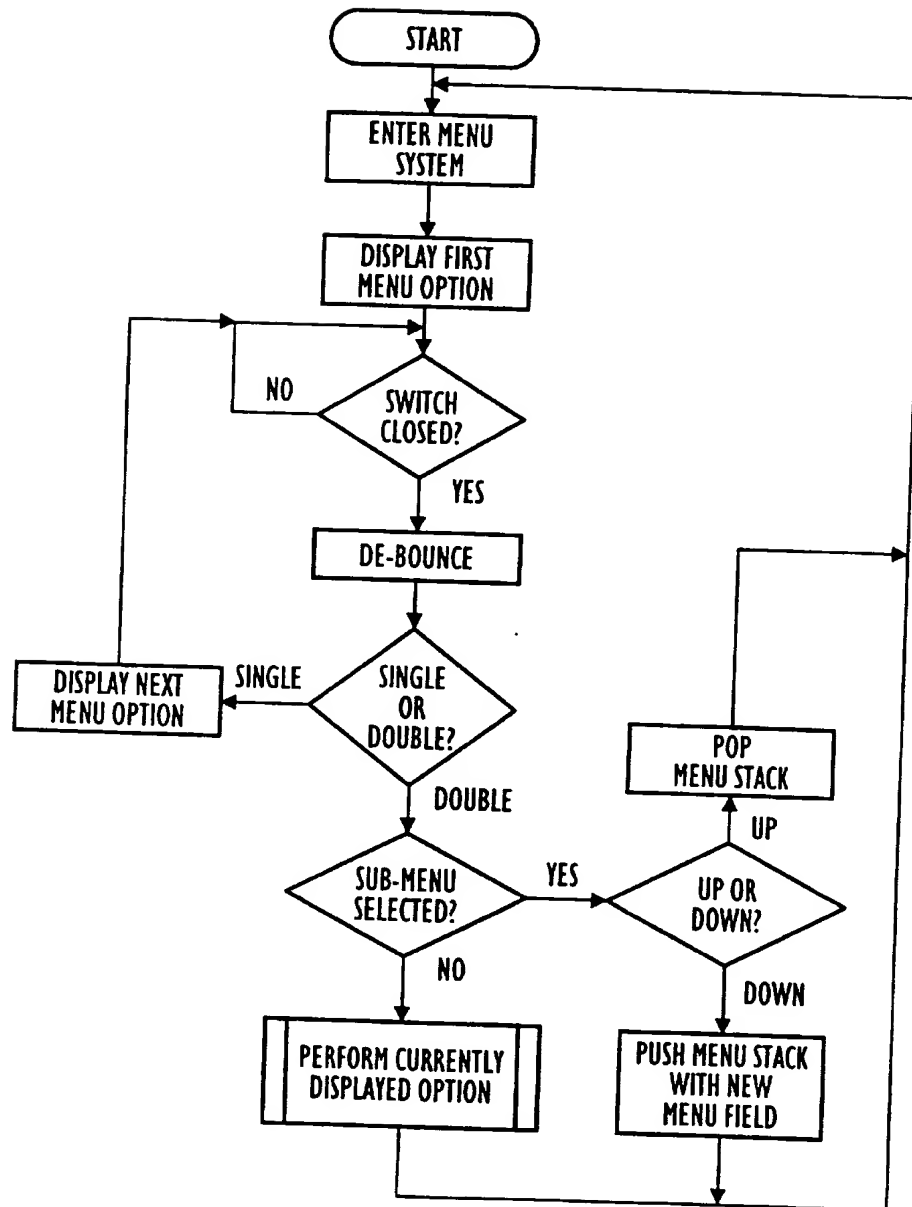 START
ENTER MENU
SYSTEM
DISPLAY FIRST
MENU OPTION
NO
SWITCH
CLOSED?
YES
DE-BOUNCE
DISPLAY NEXT
MENU OPTION
SINGLE
SINGLE
OR
DOUBLE?
POP
MENU STACK
DOUBLE
UP
SUB-MENU
SELECTED?
YES
UP OR
DOWN?
NO
DOWN
PERFORM CURRENTLY
DISPLAYED OPTION
PUSH MENU STACK
WITH NEW
MENU FIELD